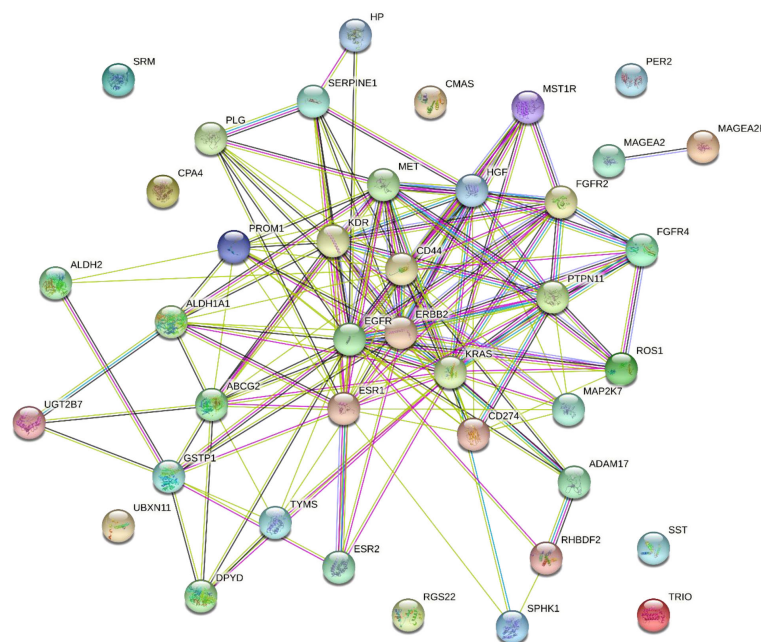 HP
SRM
SERPINE1
CMAS
MST1R
PER2
PLG
MAGEA2
MET
HGF
CPA4
FGFR2
KDR
PROM1
FGFR4
CD44
ALDH2
PTPN11
ALDH1A1
EGFR
ERBB2
KRAS
ROS1
ABCG2
ESR1
MAP2K7
UGT2B7
CD274
GSTP1
ADAM17
UBXN11
TYMS
RHBDF2
SST
ESR2
DPYD
RGS22
SPHK1
TRIO